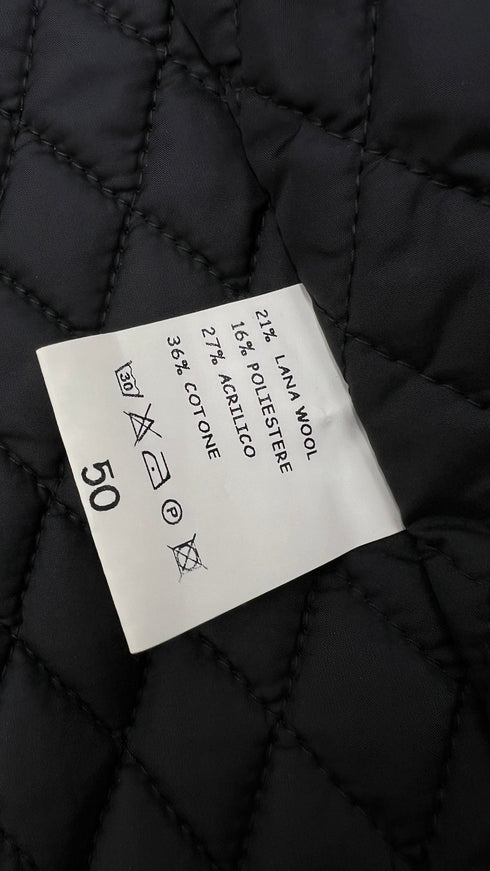 21% LANA WOOL
16% POLIESTERE
27% ACRILICO
36% COTONE
30 P
50